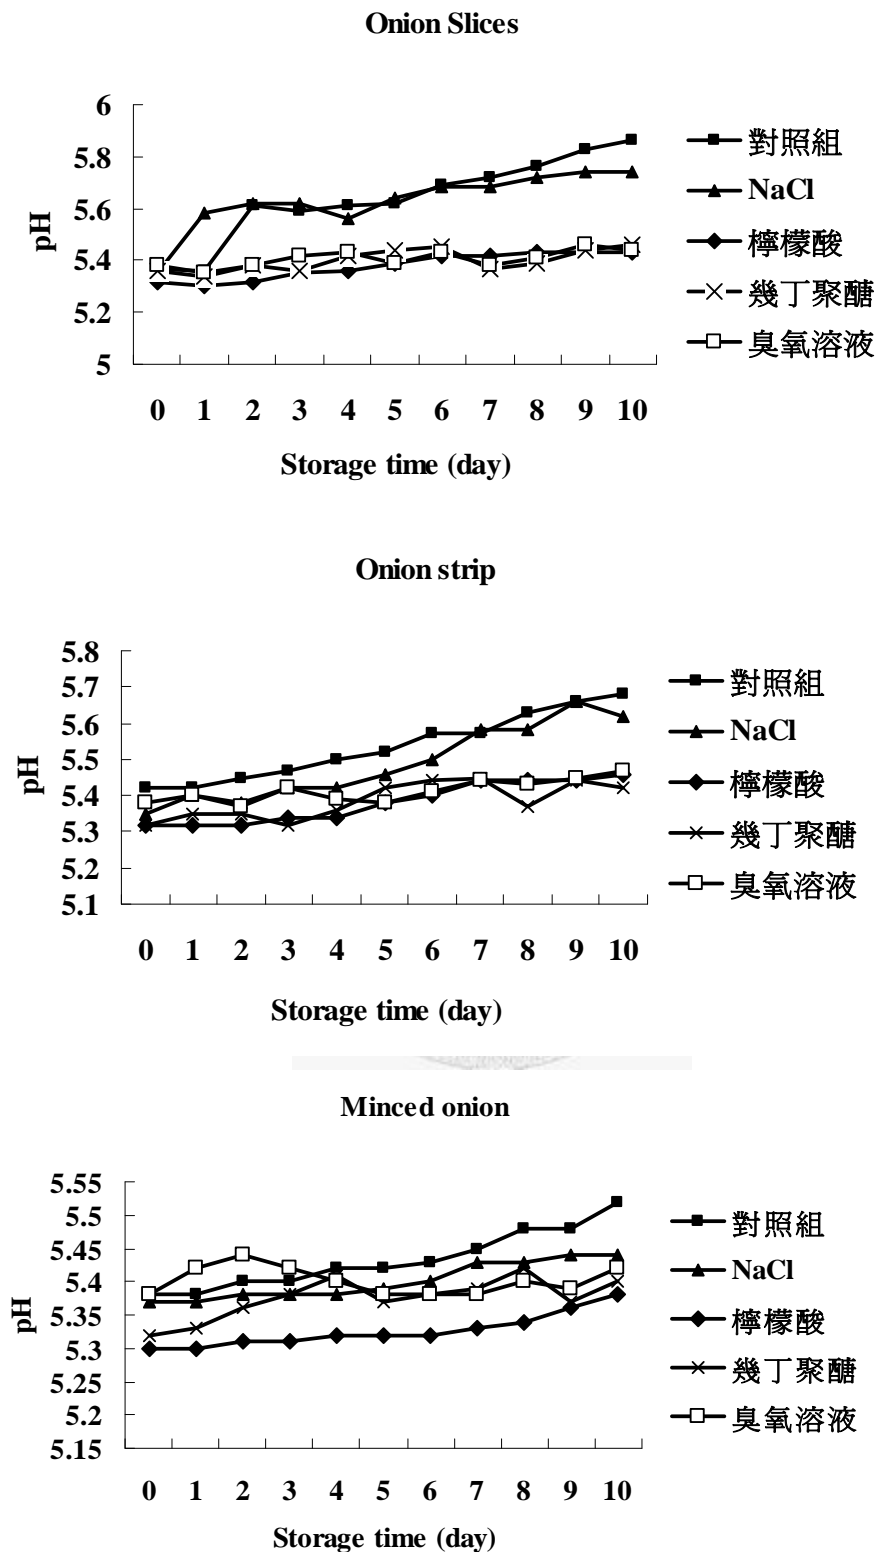 Onion Slices
6
5.8
5.6
5.4
5.2
5
pH
0 1 2 3 4 5 6 7 8 9 10
Storage time (day)
對照組
NaCl
檸檬酸
幾丁聚醣
臭氧溶液
Onion strip
5.8
5.7
5.6
5.5
5.4
5.3
5.2
5.1
pH
0 1 2 3 4 5 6 7 8 9 10
Storage time (day)
對照組
NaCl
檸檬酸
幾丁聚醣
臭氧溶液
Minced onion
5.55
5.5
5.45
5.4
5.35
5.3
5.25
5.2
5.15
pH
0 1 2 3 4 5 6 7 8 9 10
Storage time (day)
對照組
NaCl
檸檬酸
幾丁聚醣
臭氧溶液